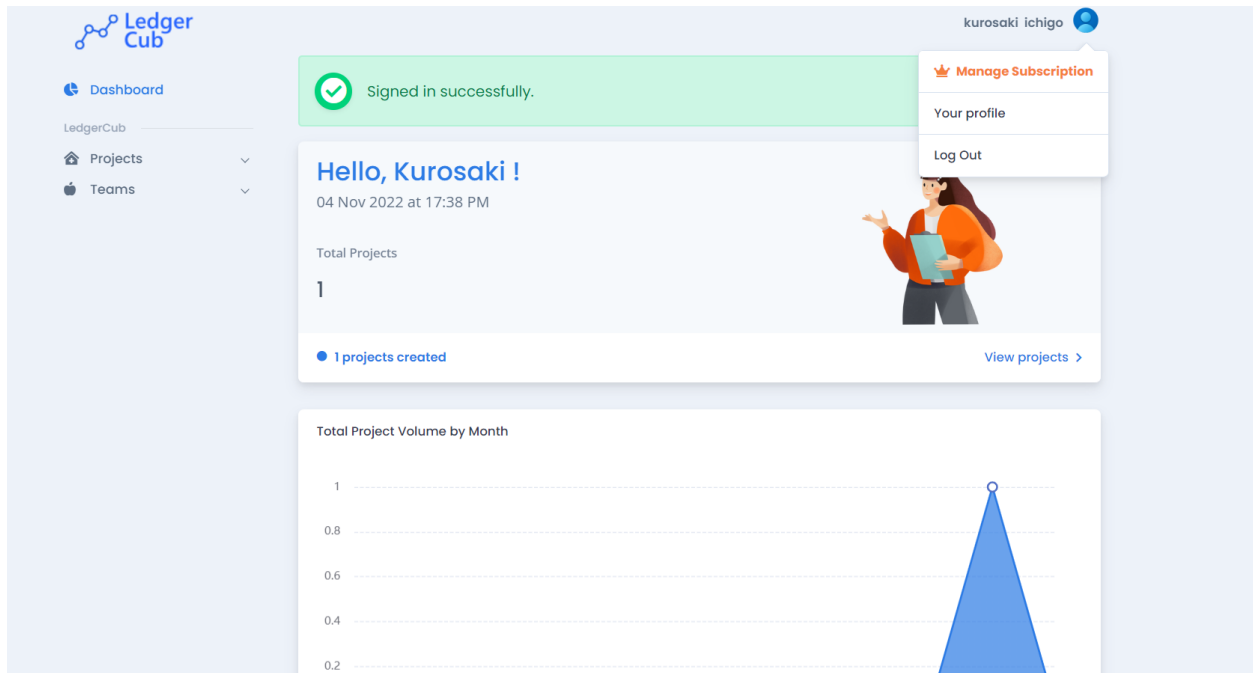 Ledger
Cub
kurosaki ichigo
Manage Subscription
Your profile
Log Out
Dashboard
LedgerCub
Projects
Teams
Signed in successfully.
Hello, Kurosaki !
04 Nov 2022 at 17:38 PM
Total Projects
1
1 projects created
View projects
Total Project Volume by Month
1
0.8
0.6
0.4
0.2